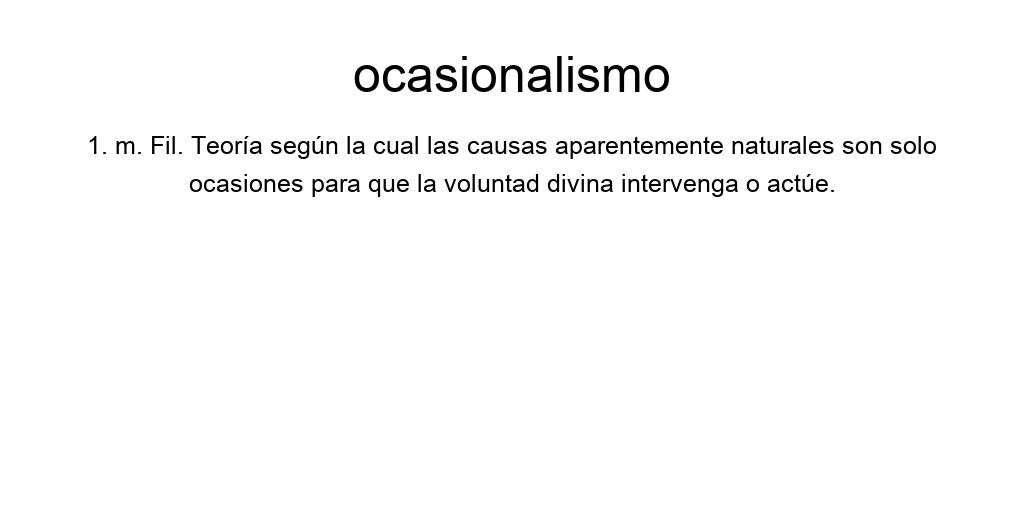 ocasionalismo
1. m. Fil. Teoría según la cual las causas aparentemente naturales son solo
ocasiones para que la voluntad divina intervenga o actúe.